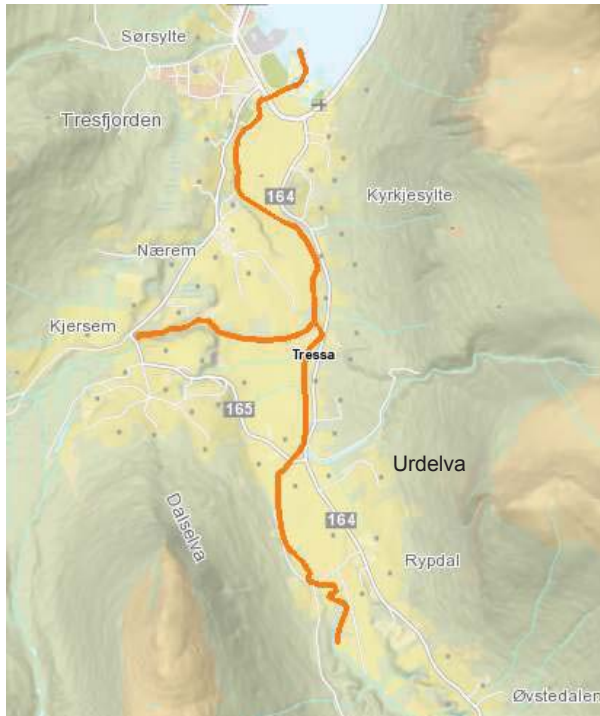 Sørsylte
Tresfjorden
164
Kyrkjesylte
Nærem
Kjersem
Tressa
165
Urdelva
Dalselva
164
Rypdal
Øvstedalen